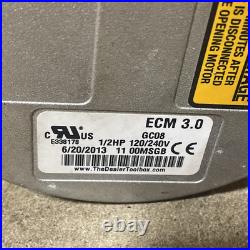 MINUTES AFTER
IS DISCONNECTED
E OPENING MOTOR
ECM 3.0
C US
E338178
GC08
1/2HP 120/240V
6/20/2013 11 00MSGB
www.TheDealerToolbox.com